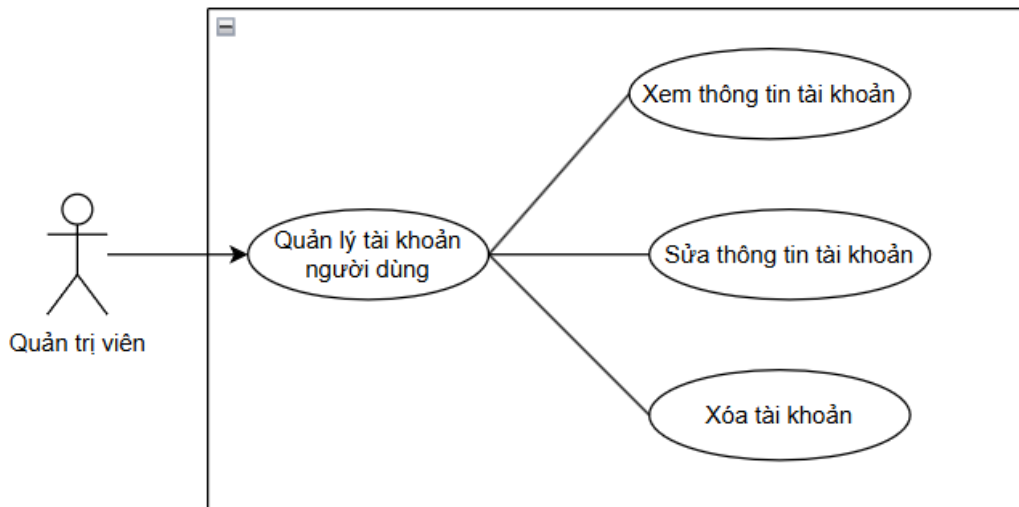 Xem thông tin tài khoản
Quản lý tài khoản
người dùng
Sửa thông tin tài khoản
Quản trị viên
Xóa tài khoản